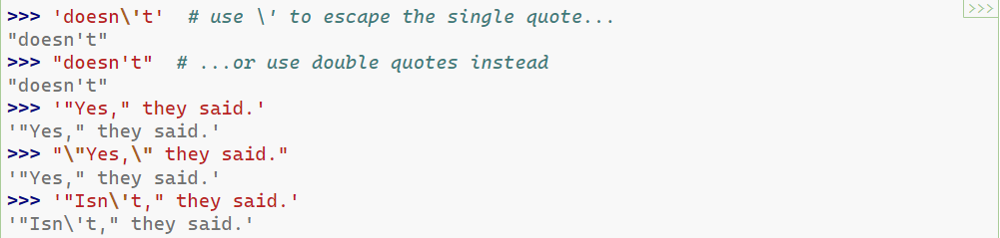 >>> 'doesn\'t'  # use \' to escape the single quote...
"doesn't"
>>> "doesn't"  # ...or use double quotes instead
"doesn't"
>>> '"Yes," they said.'
'"Yes," they said.'
>>> "\"Yes,\" they said."
'"Yes," they said.'
>>> '"Isn\'t," they said.'
'"Isn\'t," they said.'
>>>